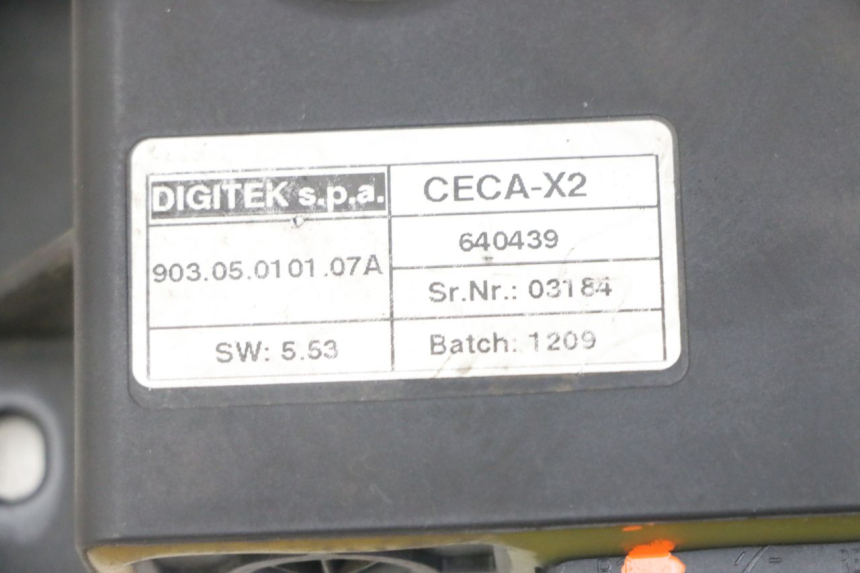 DIGITEK s.p.a.
CECA-X2
903.05.0101.07A
640439
Sr.Nr.: 03184
SW: 5.53
Batch: 1209